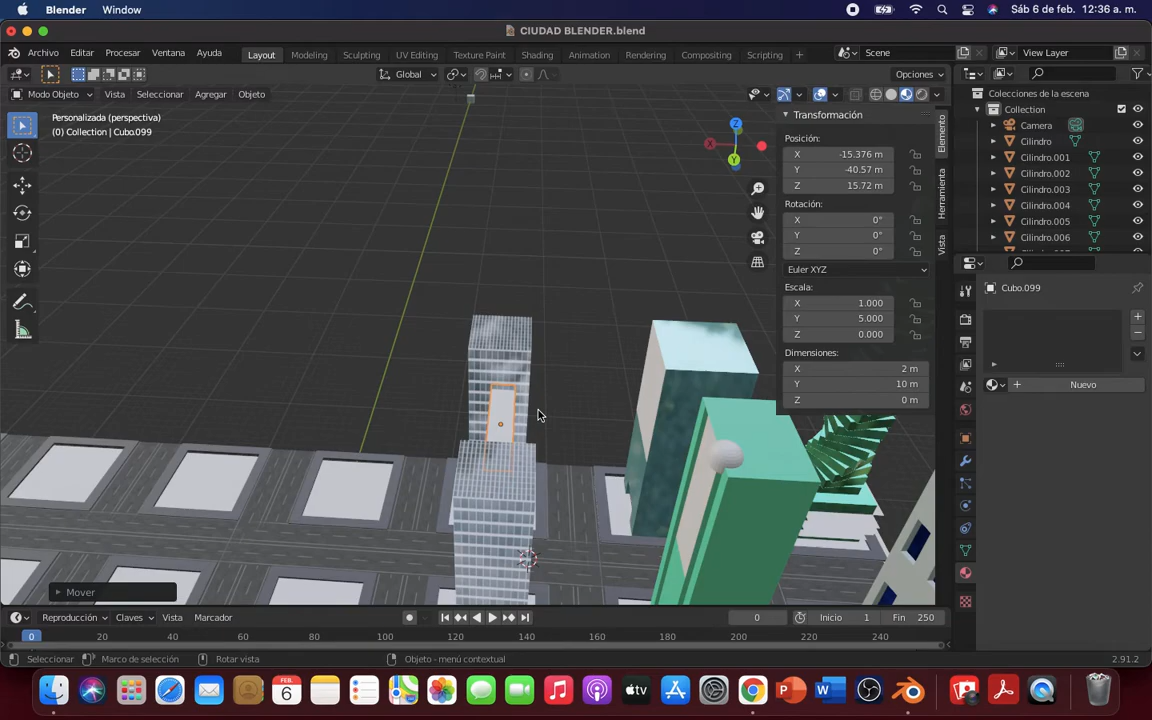 Blender Window Sáb 6 de feb. 12:36 a. m.
CIUDAD BLENDER.blend
Archivo Editar Procesar Ventana Ayuda Layout Modeling Sculpting UV Editing Texture Paint Shading Animation Rendering Compositing Scripting + Scene View Layer
Global Opciones
Modo Objeto Vista Seleccionar Agregar Objeto
Colecciones de la escena
Collection
Camera
Cilindro
Cilindro.001
Cilindro.002
Cilindro.003
Cilindro.004
Cilindro.005
Cilindro.006
Personalizada (perspectiva)
(0) Collection | Cubo.099
X
Y
Z
Transformación
Posición:
X -15.376 m
Y -40.57 m
Z 15.72 m
Rotación:
X 0°
Y 0°
Z 0°
Euler XYZ
Escala:
X 1.000
Y 5.000
Z 0.000
Dimensiones:
X 2 m
Y 10 m
Z 0 m
Elemento
Herramienta
Vista
Cubo.099
Nuevo
Mover
Reproducción Claves Vista Marcador 0 Inicio 1 Fin 250
0 20 40 60 80 100 120 140 160 180 200 220 240
Seleccionar Marco de selección Rotar vista Objeto - menú contextual 2.91.2
FEB
6